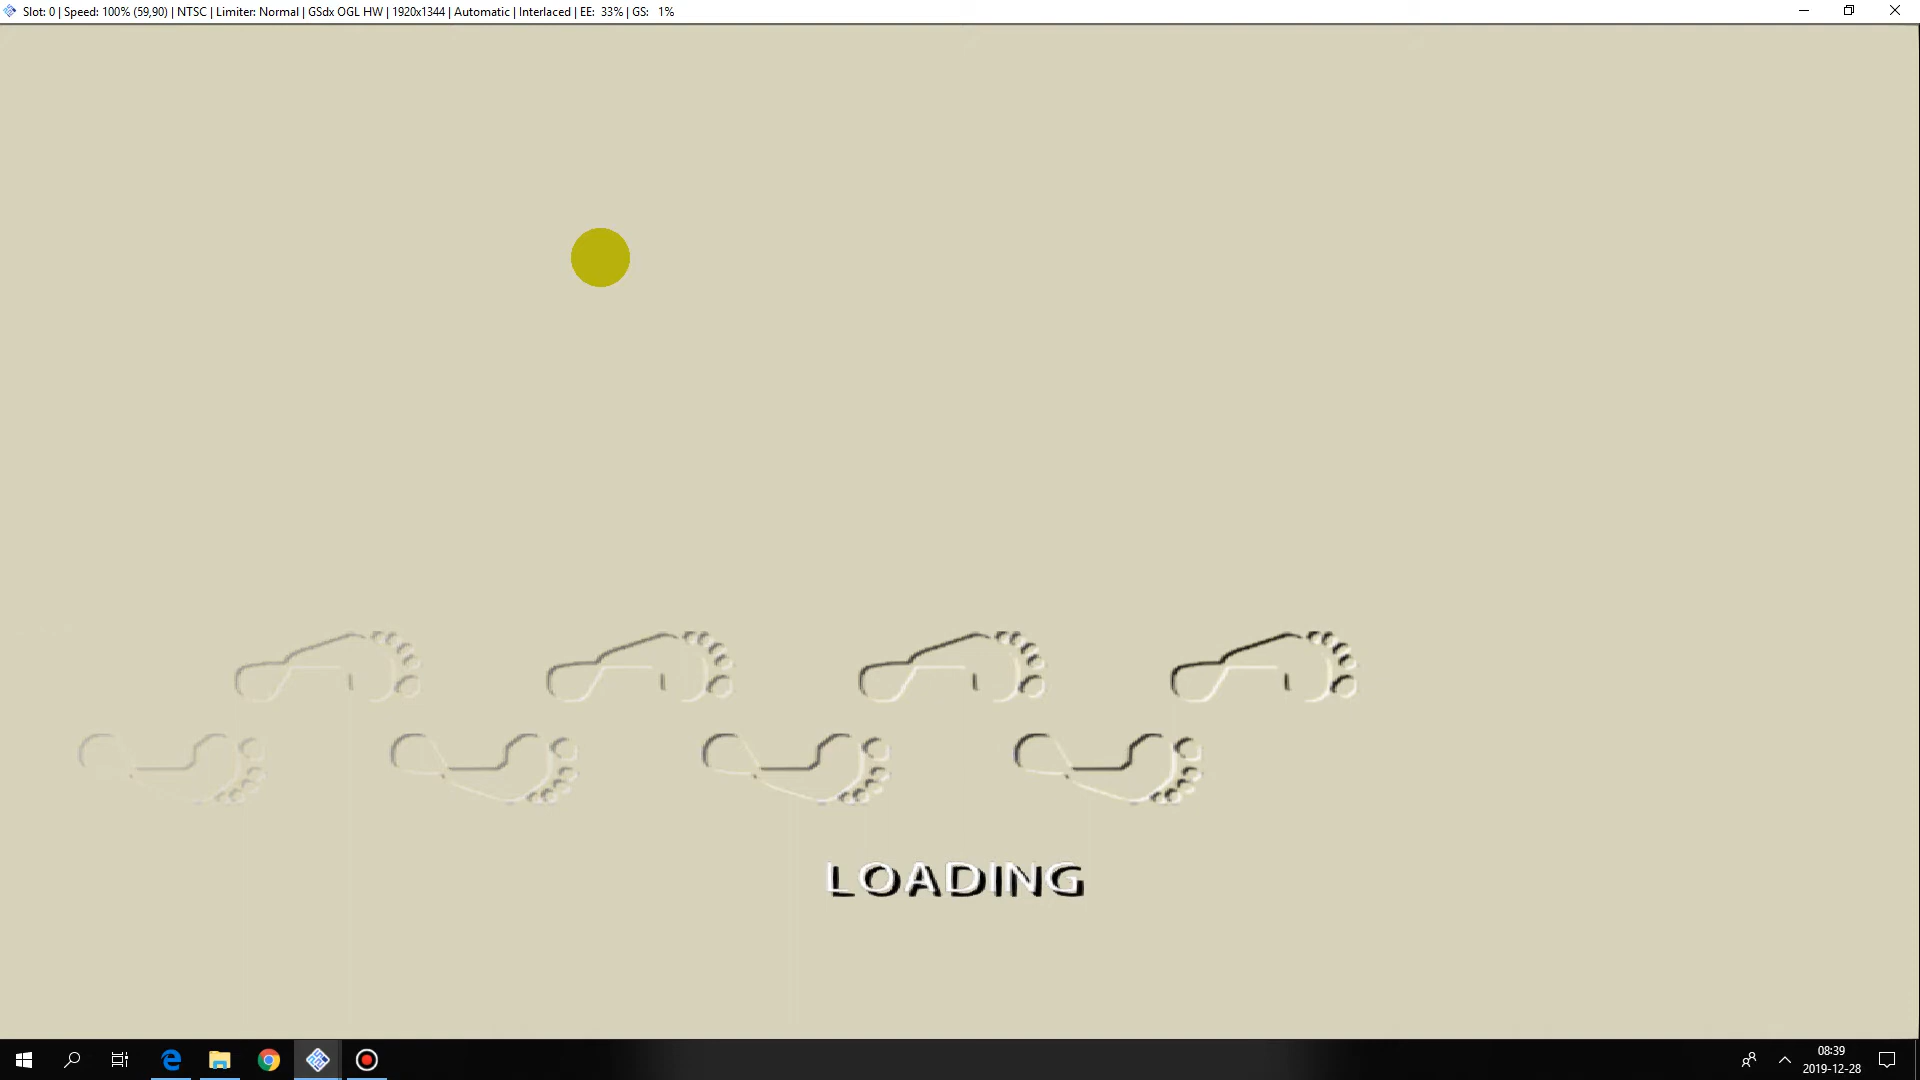 Slot: 0 | Speed: 100% (59,90) | NTSC | Limiter: Normal | GSdx OGL HW | 1920x1344 | Automatic | Interlaced | EE:  33% | GS:   1%
LOADING
08:39
2019-12-28